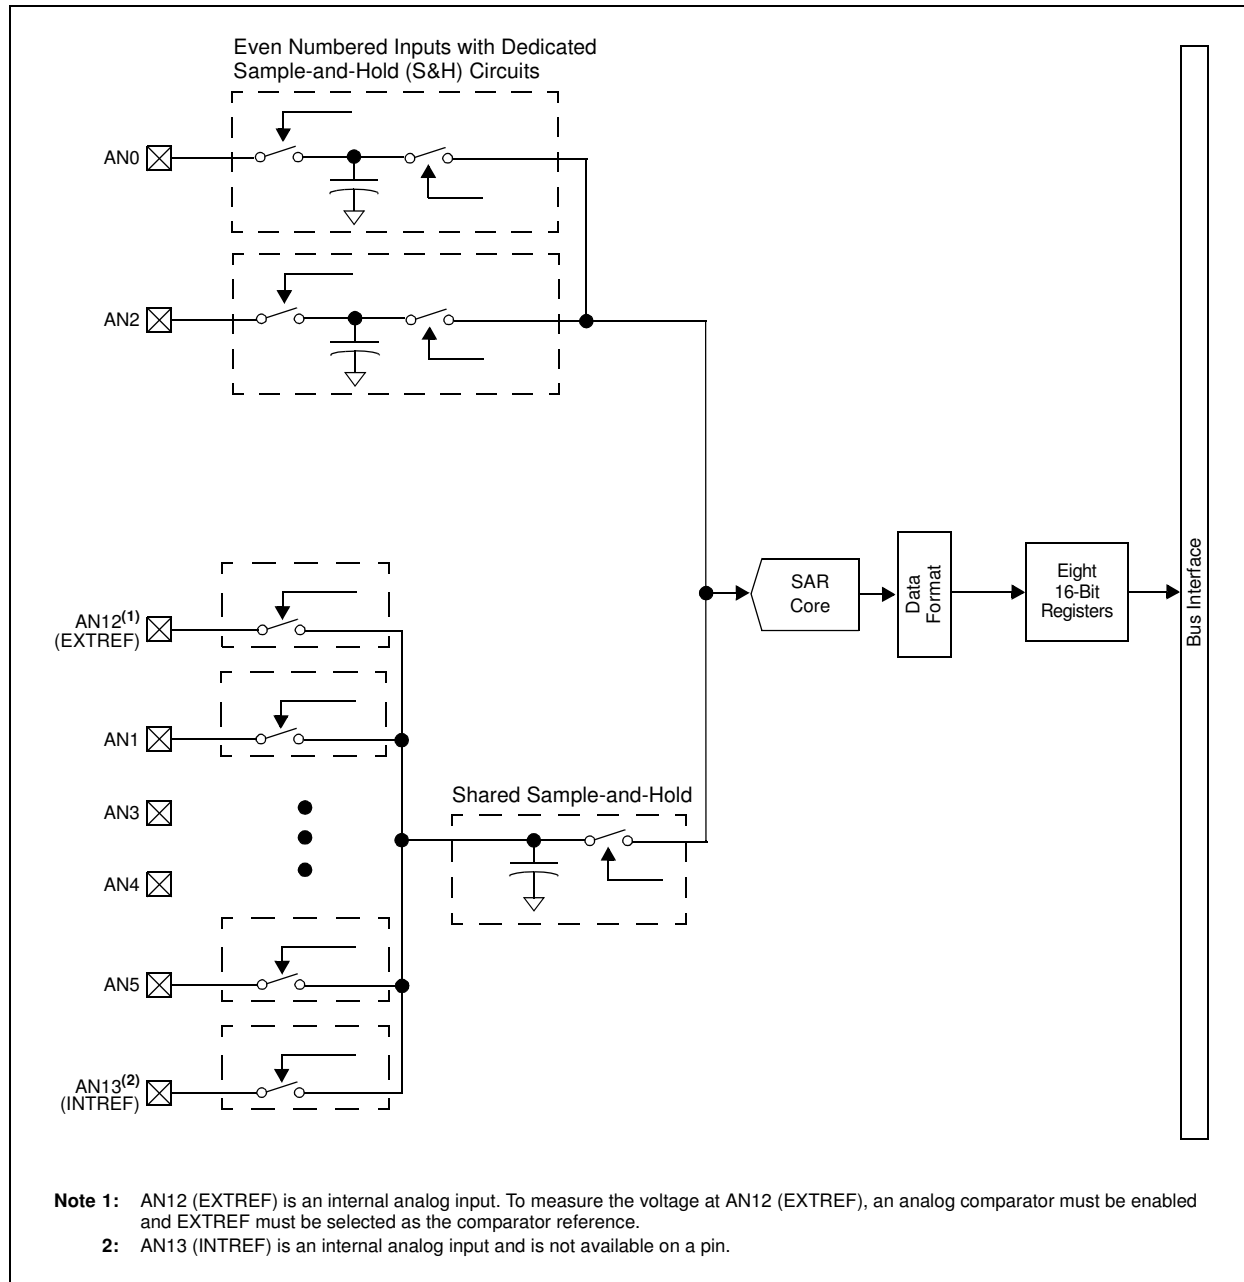 Even Numbered Inputs with Dedicated
Sample-and-Hold (S&H) Circuits
AN0
AN2
AN12(1)
(EXTREF)
AN1
AN3
AN4
AN5
AN13(2)
(INTREF)
Shared Sample-and-Hold
SAR
Core
Data
Format
Eight
16-Bit
Registers
Bus Interface
Note 1: AN12 (EXTREF) is an internal analog input. To measure the voltage at AN12 (EXTREF), an analog comparator must be enabled
and EXTREF must be selected as the comparator reference.
2: AN13 (INTREF) is an internal analog input and is not available on a pin.